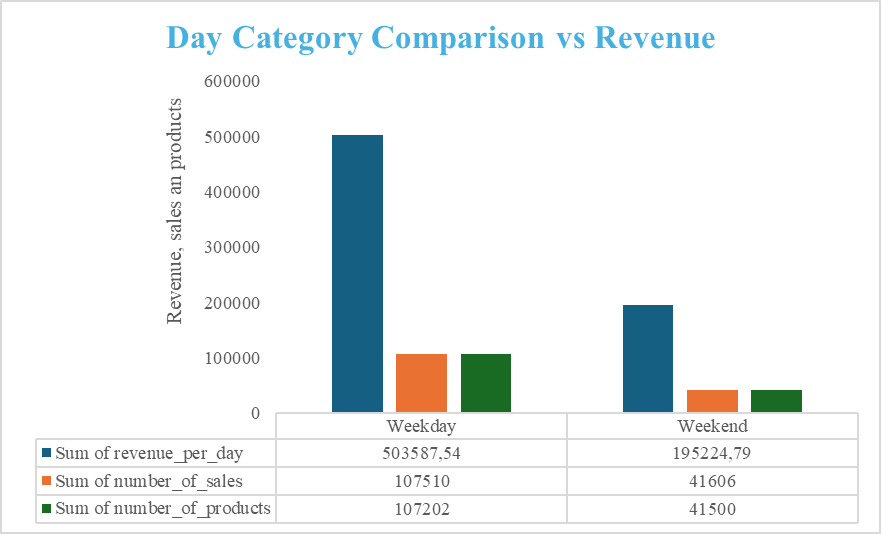 Day Category Comparison vs Revenue
Revenue, sales an products
600000
500000
400000
300000
200000
100000
0
Weekday Weekend
Sum of revenue_per_day 503587,54 195224,79
Sum of number_of_sales 107510 41606
Sum of number_of_products 107202 41500